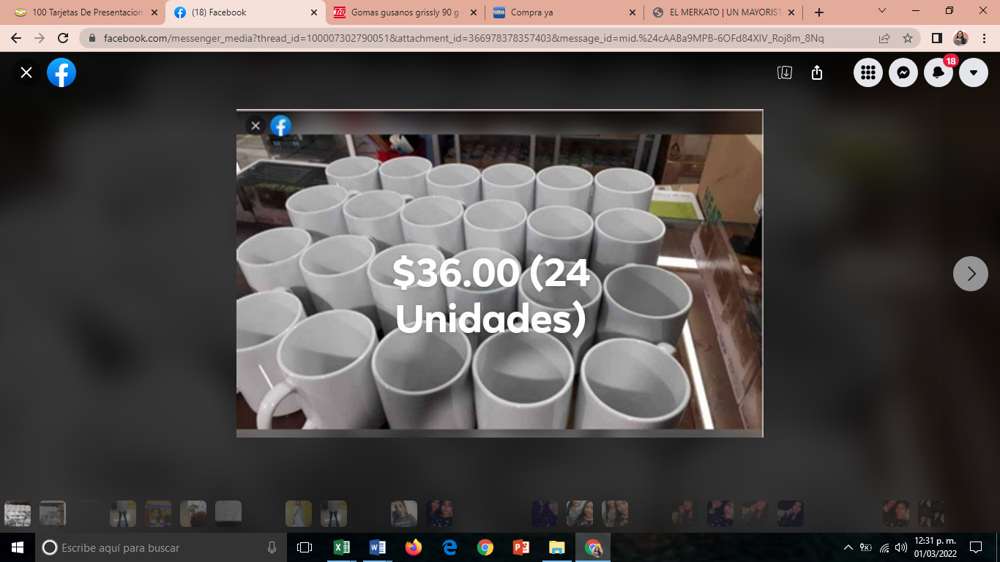 100 Tarjetas De Presentacion
(18) Facebook
Gomas gusanos grissly 90 g -
Compra ya
EL MERKATO | UN MAYORIST
facebook.com/messenger_media?thread_id=100007302790051&attachment_id=366978378357403&message_id=mid.%24cAABa9MPB-6OFd84XIV_Roj8m_8Nq
18
$36.00 (24
Unidades)
Escribe aquí para buscar
12:31 p. m.
01/03/2022